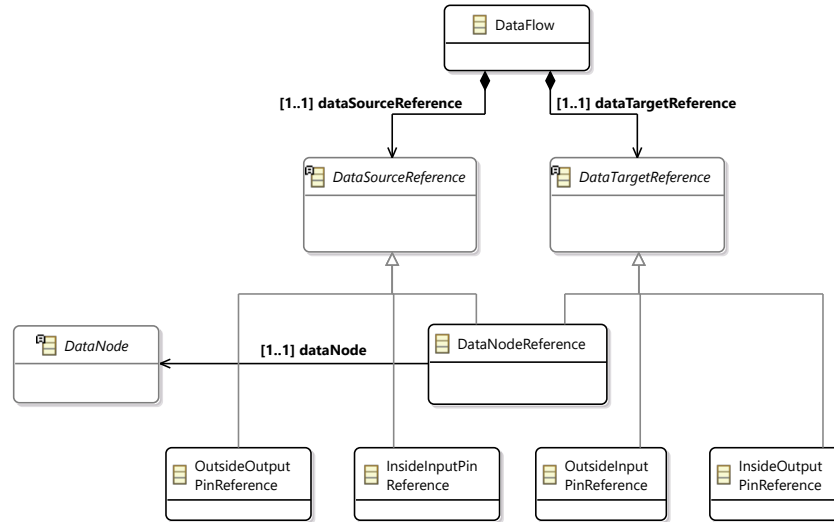 DataFlow
[1..1] dataSourceReference
[1..1] dataTargetReference
DataSourceReference
DataTargetReference
DataNode
[1..1] dataNode
DataNodeReference
OutsideOutput
PinReference
InsideInputPin
Reference
OutsideInput
PinReference
InsideOutput
PinReference